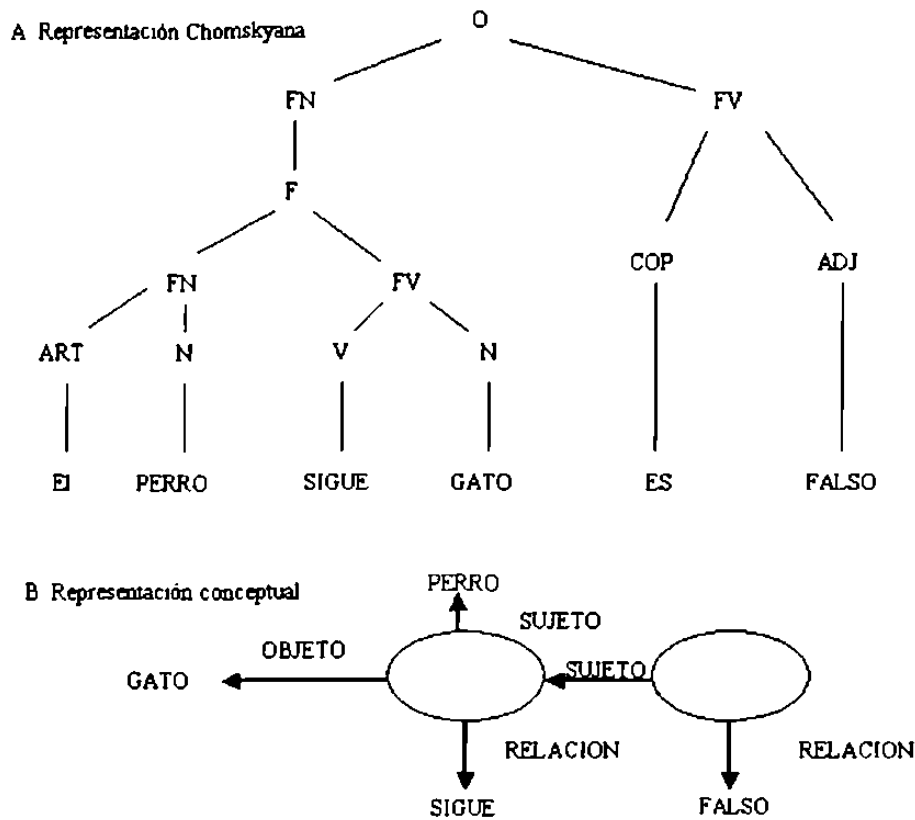 O
A Representación Chomskyana
FN FV
F
FN FV COP ADJ
ART N V N
El PERRO SIGUE GATO ES FALSO
B Representación conceptual
PERRO
SUJETO
OBJETO
GATO SUJETO
RELACION RELACION
SIGUE FALSO